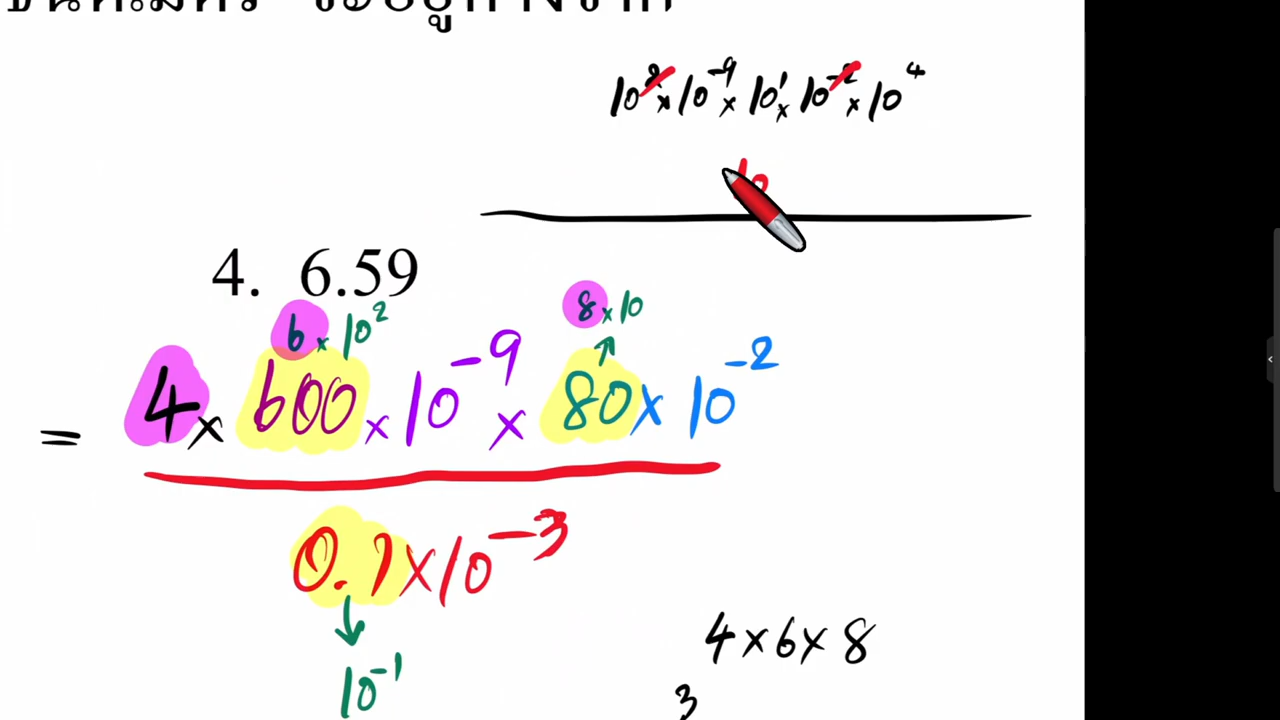 10² × 10⁻⁹ × 10¹ × 10⁻² × 10⁴
4. 6.59
6 × 10² 8 × 10
= 4 × 600 × 10⁻⁹ × 80 × 10⁻²
0.1 × 10⁻³
10⁻¹
4 × 6 × 8
3